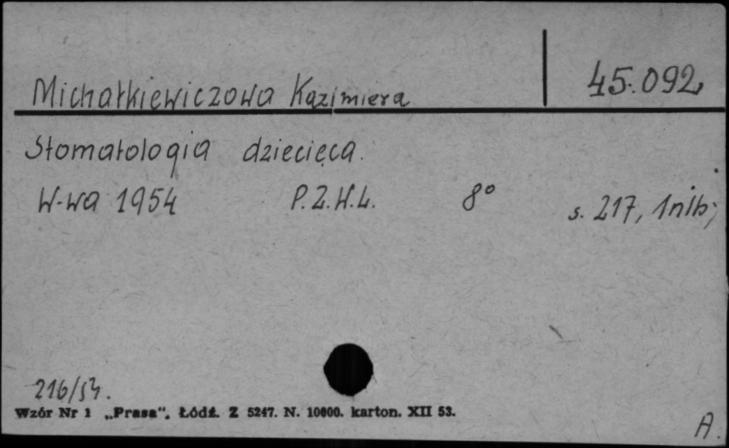 Michałkiewiczowa Kazimiera
45.092
Stomatologia dziecięca.
W-wa 1954 P.Z.W.L. 8° s. 217, 1nlb;
216/54.
Wzór Nr 1 „Prasa“. Łódź. Z 5247. N. 10000. karton. XII 53.
A.